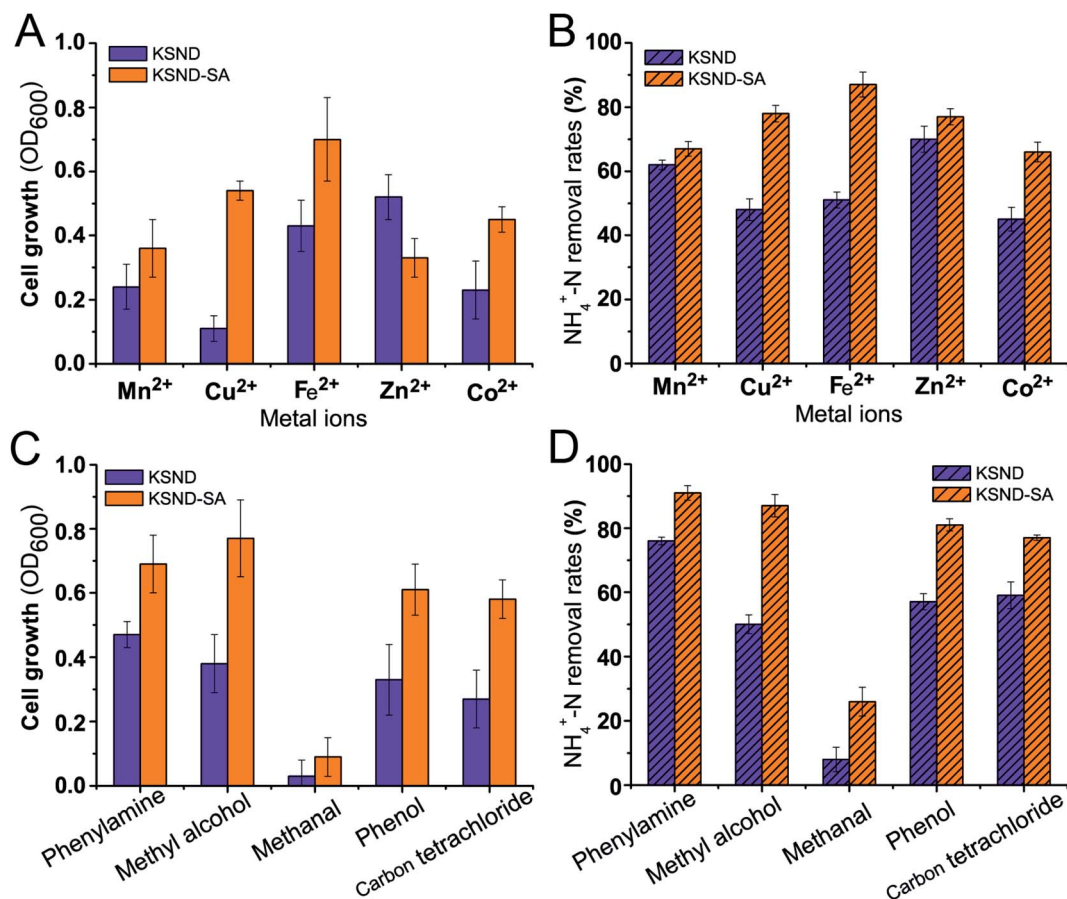 A
KSND
KSND-SA
1.0
0.8
0.6
0.4
0.2
0.0
Cell growth (OD600)
Mn2+ Cu2+ Fe2+ Zn2+ Co2+
Metal ions
B
KSND
KSND-SA
100
80
60
40
20
0
NH4+-N removal rates (%)
Mn2+ Cu2+ Fe2+ Zn2+ Co2+
Metal ions
C
KSND
KSND-SA
1.0
0.8
0.6
0.4
0.2
0.0
Cell growth (OD600)
Phenylamine
Methyl alcohol
Methanal
Phenol
Carbon tetrachloride
D
KSND
KSND-SA
100
80
60
40
20
0
NH4+-N removal rates (%)
Phenylamine
Methyl alcohol
Methanal
Phenol
Carbon tetrachloride